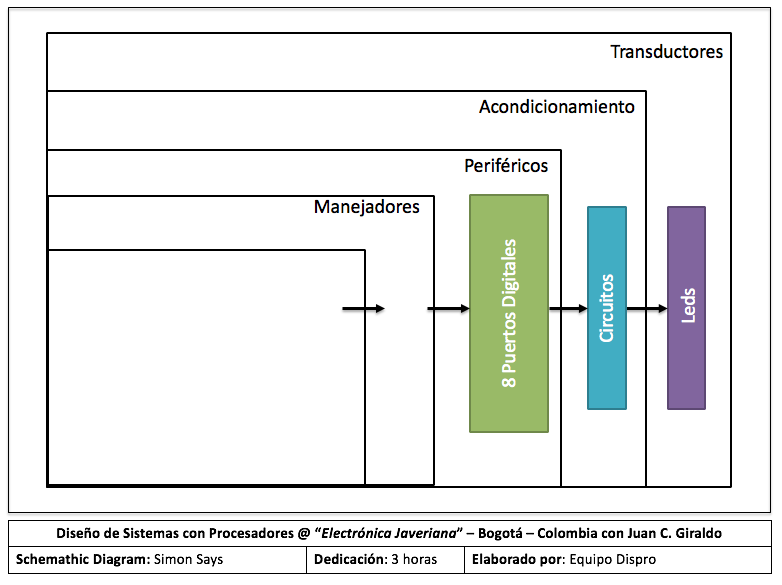 Transductores
Acondicionamiento
Periféricos
Manejadores
8 Puertos Digitales
Circuitos
Leds
Diseño de Sistemas con Procesadores @ “Electrónica Javeriana” – Bogotá – Colombia con Juan C. Giraldo
Schemathic Diagram: Simon Says
Dedicación: 3 horas
Elaborado por: Equipo Dispro